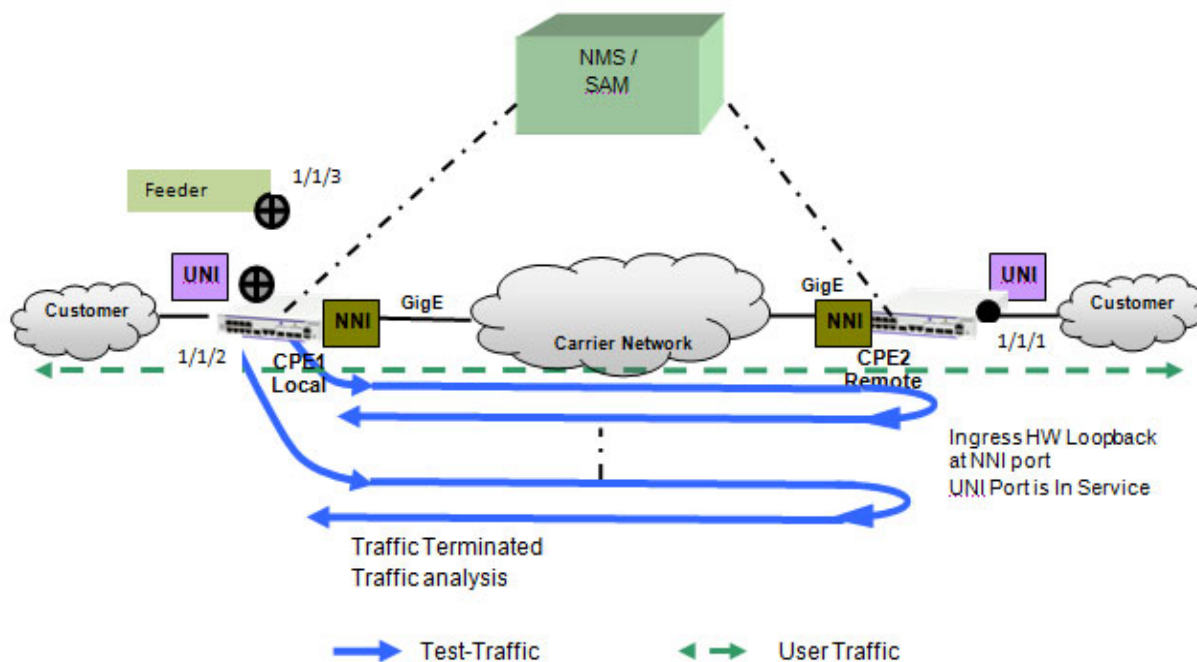 NMS /
SAM
1/1/3
Feeder
UNI
UNI
GigE
GigE
Customer
NNI
Carrier Network
NNI
Customer
1/1/2
1/1/1
CPE1
Local
CPE2
Remote
Ingress HW Loopback
at NNI port
UNI Port is In Service
Traffic Terminated
Traffic analysis
Test-Traffic
User Traffic